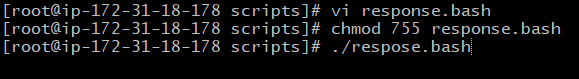 [root@ip-172-31-18-178 scripts]# vi response.bash
[root@ip-172-31-18-178 scripts]# chmod 755 response.bash
[root@ip-172-31-18-178 scripts]# ./respose.bash